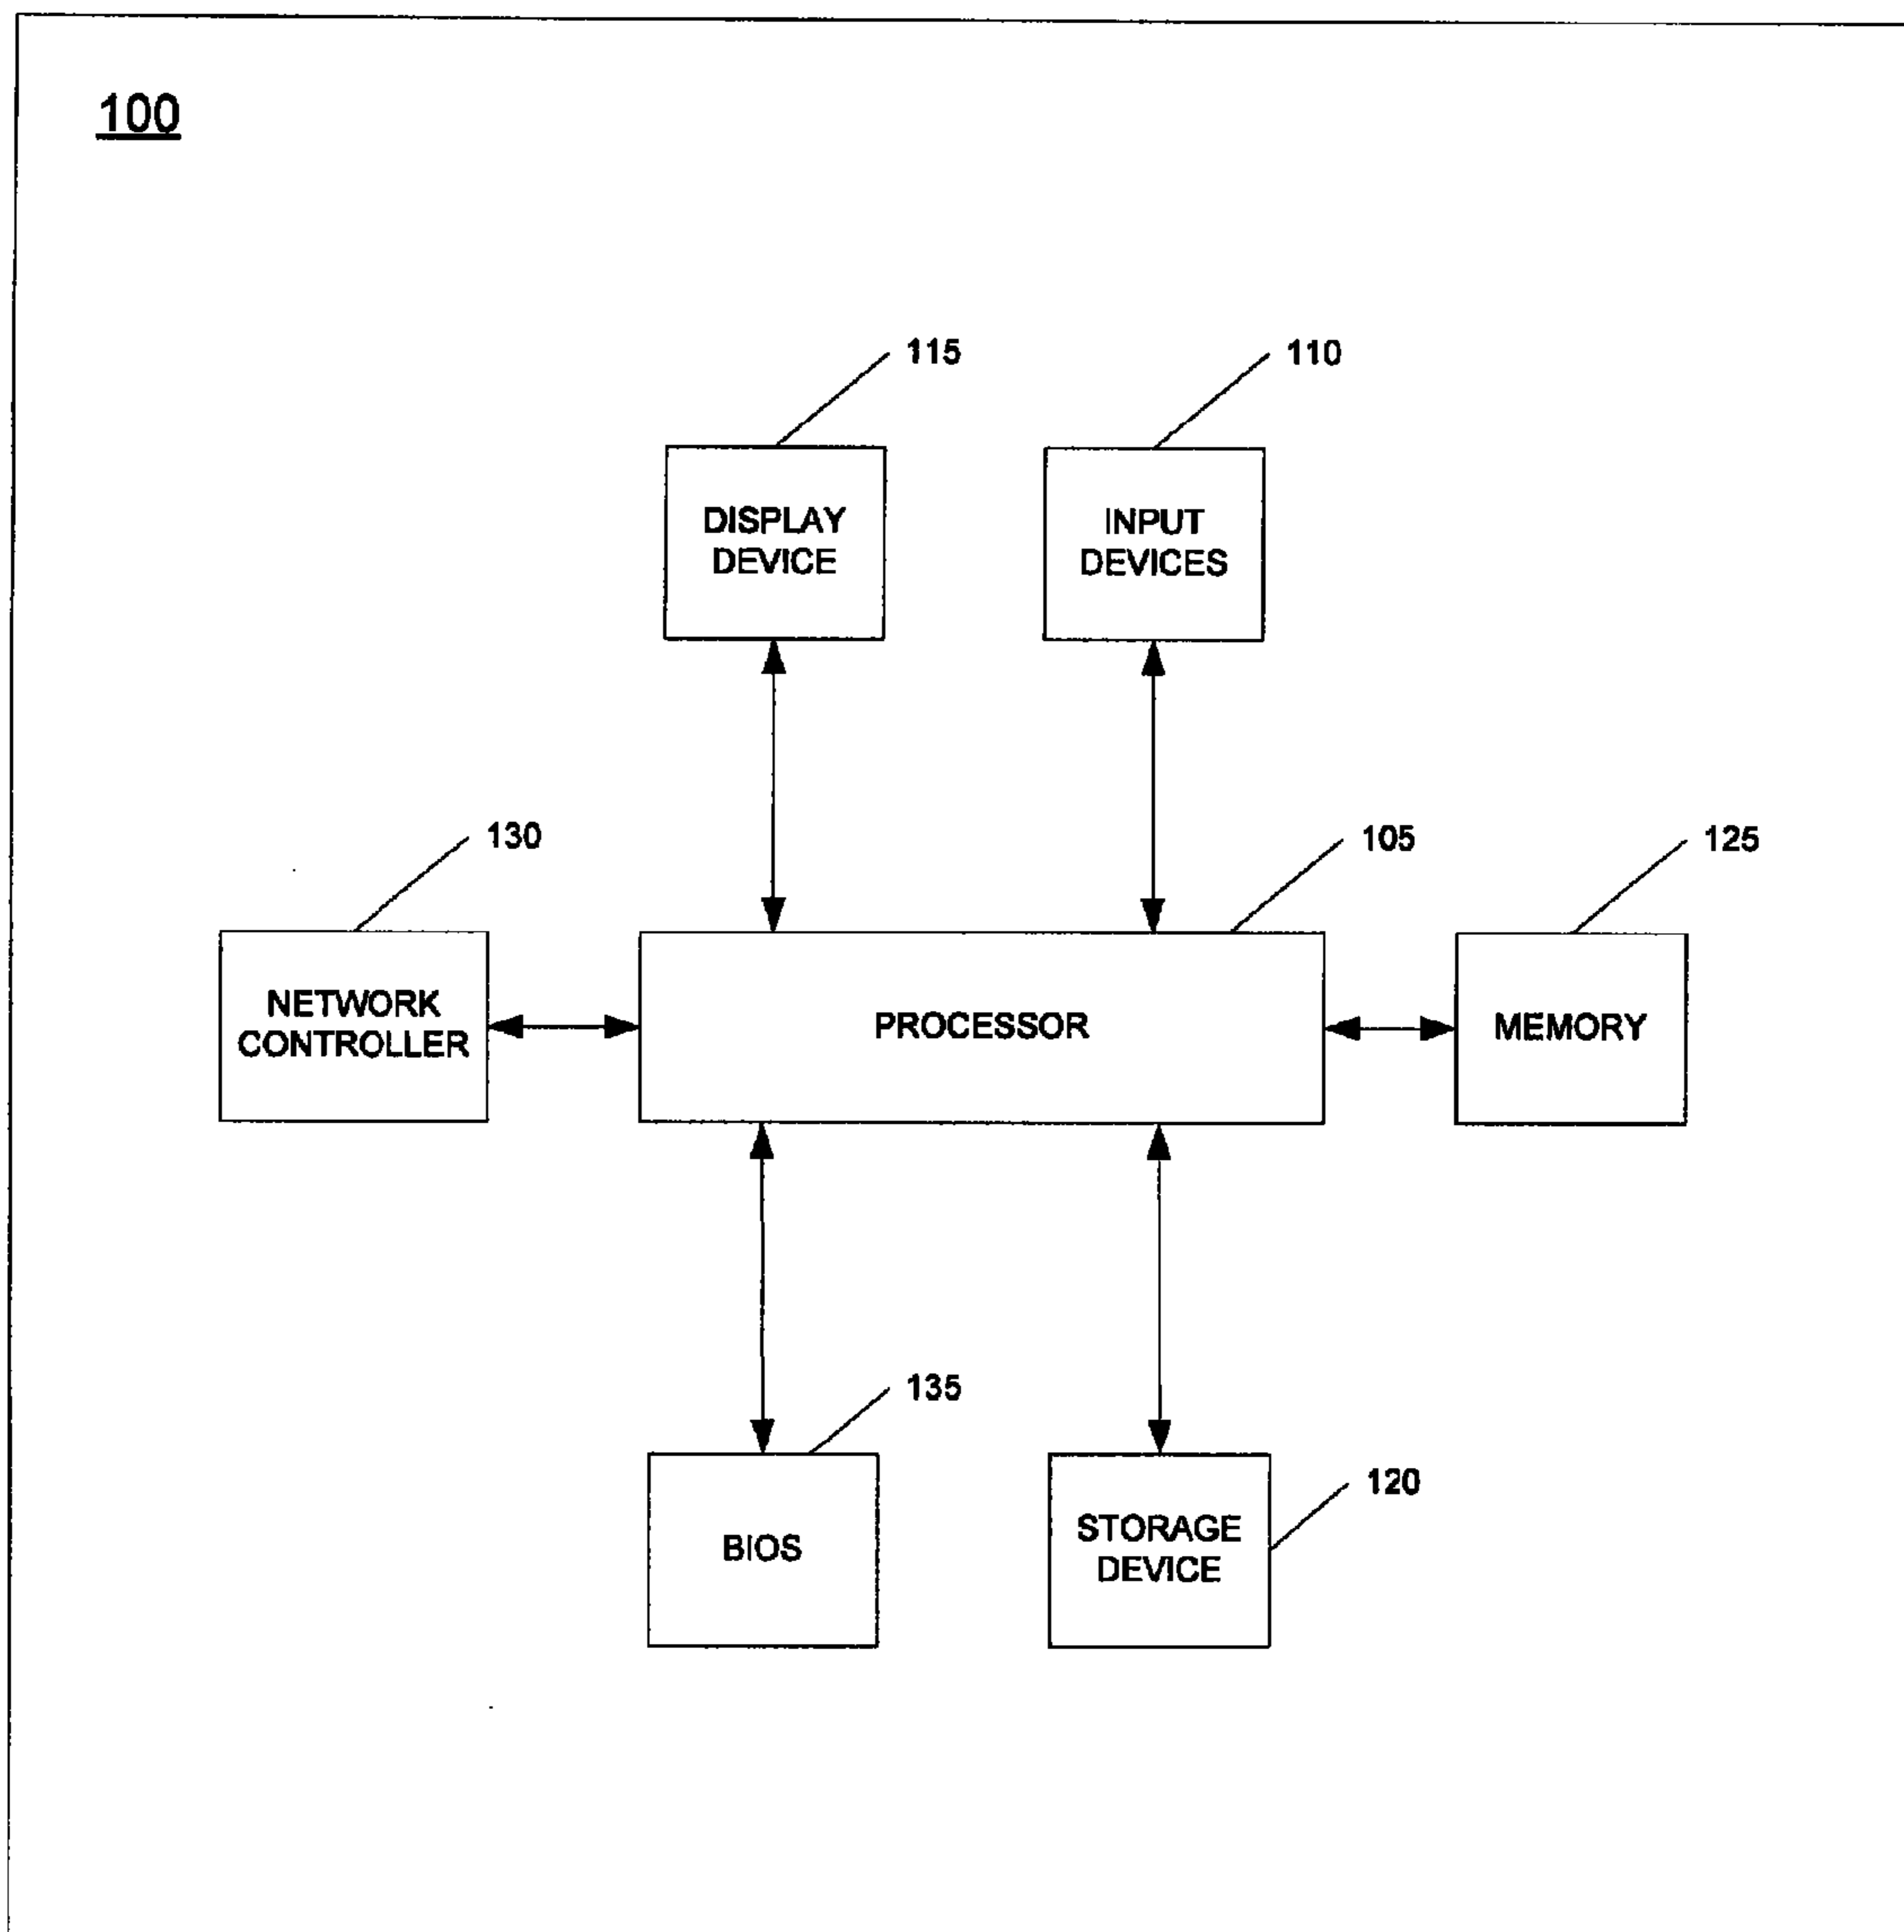 100
115
110
DISPLAY
DEVICE
INPUT
DEVICES
130
105
125
NETWORK
CONTROLLER
PROCESSOR
MEMORY
135
120
BIOS
STORAGE
DEVICE